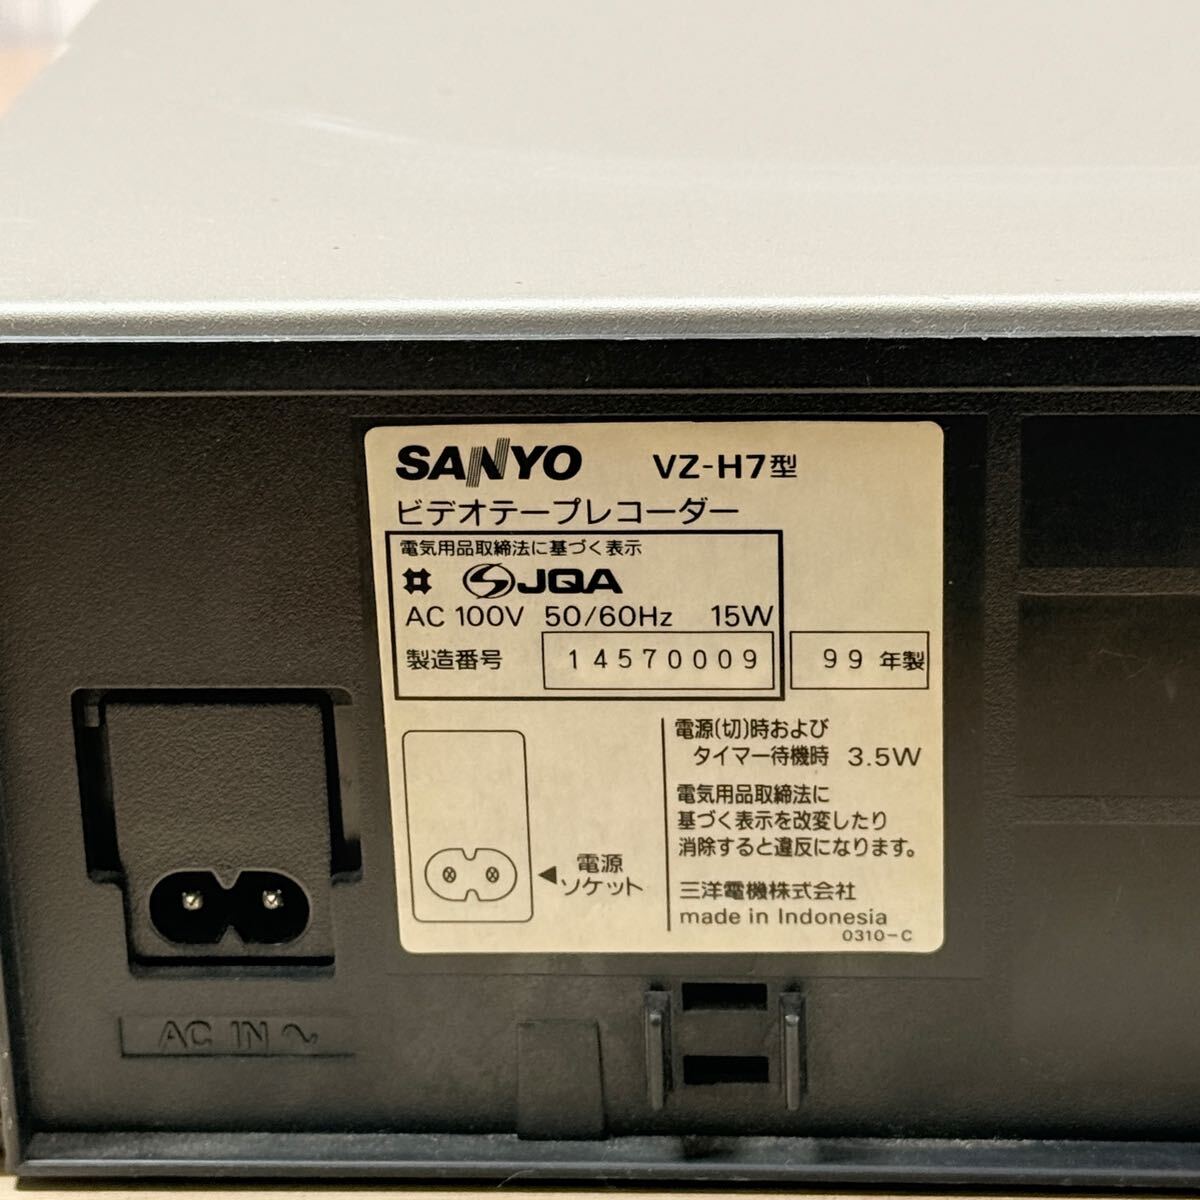 SANYO VZ-H7型
ビデオテープレコーダー
電気用品取締法に基づく表示
JQA
AC 100V 50/60Hz 15W
製造番号 14570009 99年製
電源(切)時および
タイマー待機時 3.5W
電気用品取締法に
基づく表示を改変したり
消除すると違反になります。
電源
ソケット
三洋電機株式会社
made in Indonesia
0310-C
AC IN ~